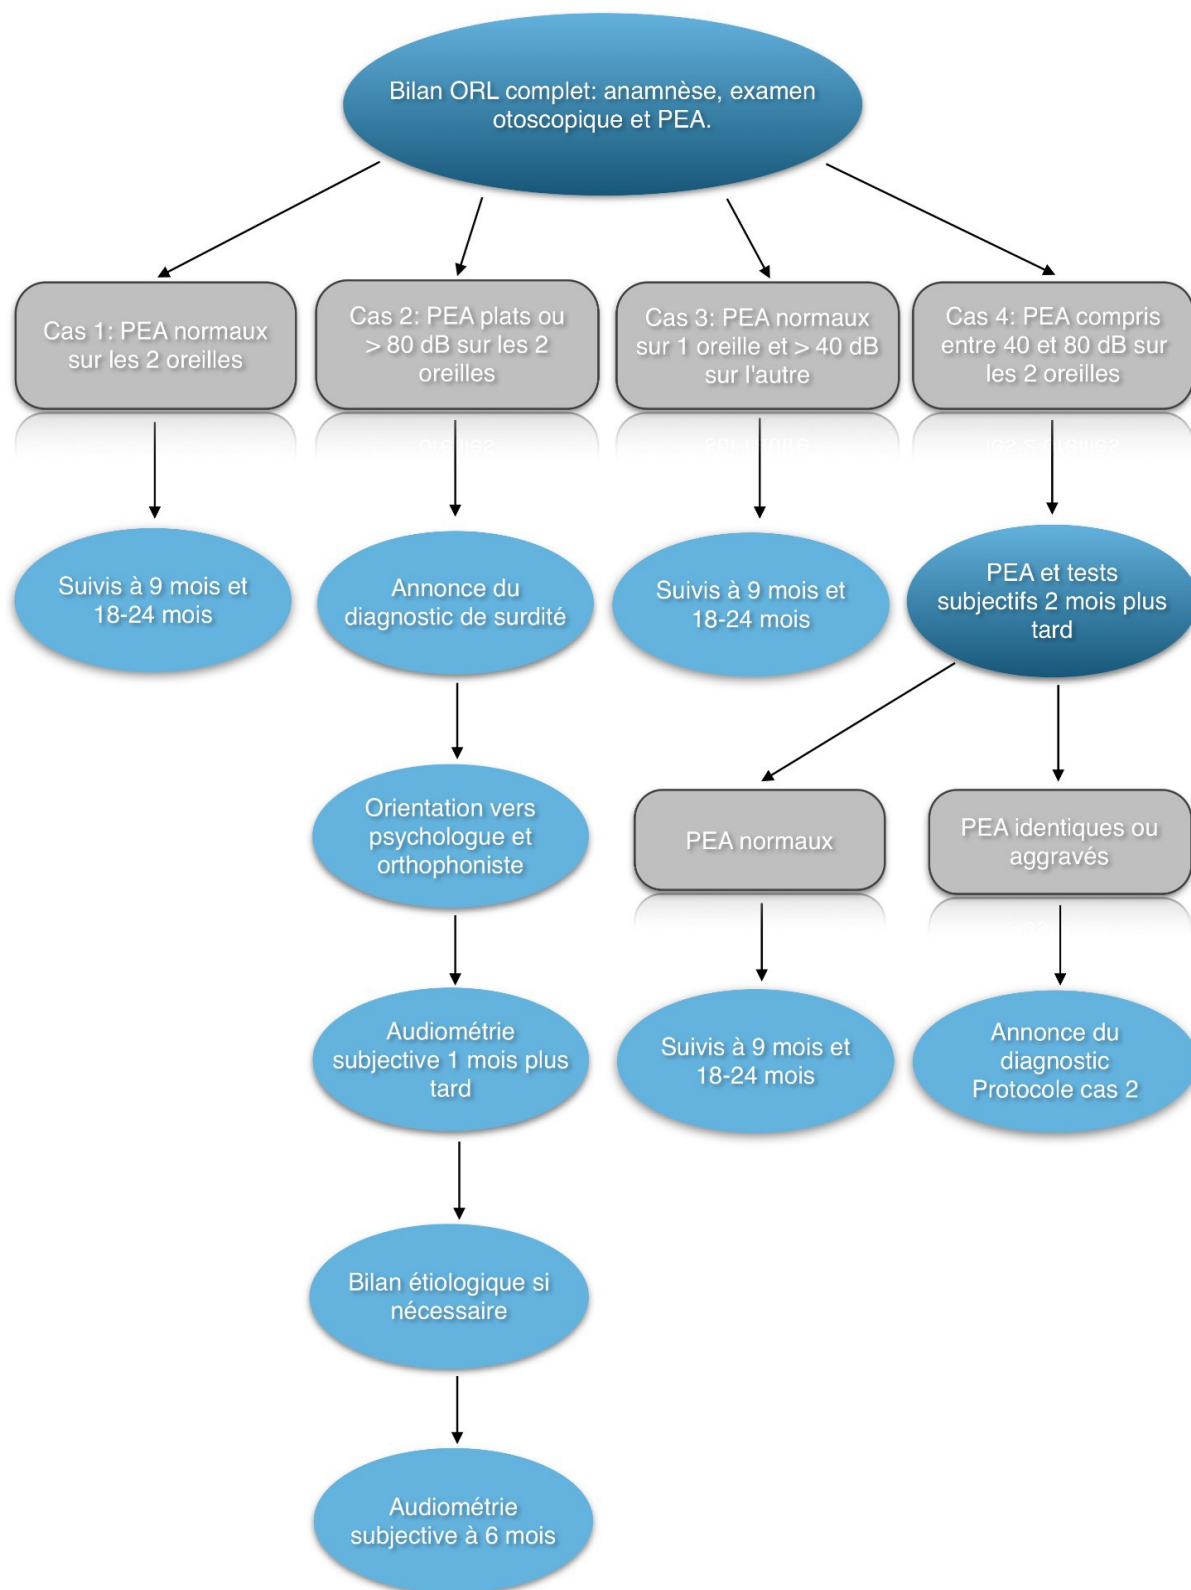 Bilan ORL complet: anamnèse, examen
otoscopique et PEA.
Cas 1: PEA normaux
sur les 2 oreilles
Cas 2: PEA plats ou
> 80 dB sur les 2
oreilles
Cas 3: PEA normaux
sur 1 oreille et > 40 dB
sur l'autre
Cas 4: PEA compris
entre 40 et 80 dB sur
les 2 oreilles
Suivis à 9 mois et
18-24 mois
Annonce du
diagnostic de surdité
Suivis à 9 mois et
18-24 mois
PEA et tests
subjectifs 2 mois plus
tard
Orientation vers
psychologue et
orthophoniste
PEA normaux
PEA identiques ou
aggravés
Audiométrie
subjective 1 mois plus
tard
Suivis à 9 mois et
18-24 mois
Annonce du
diagnostic
Protocole cas 2
Bilan étiologique si
nécessaire
Audiométrie
subjective à 6 mois